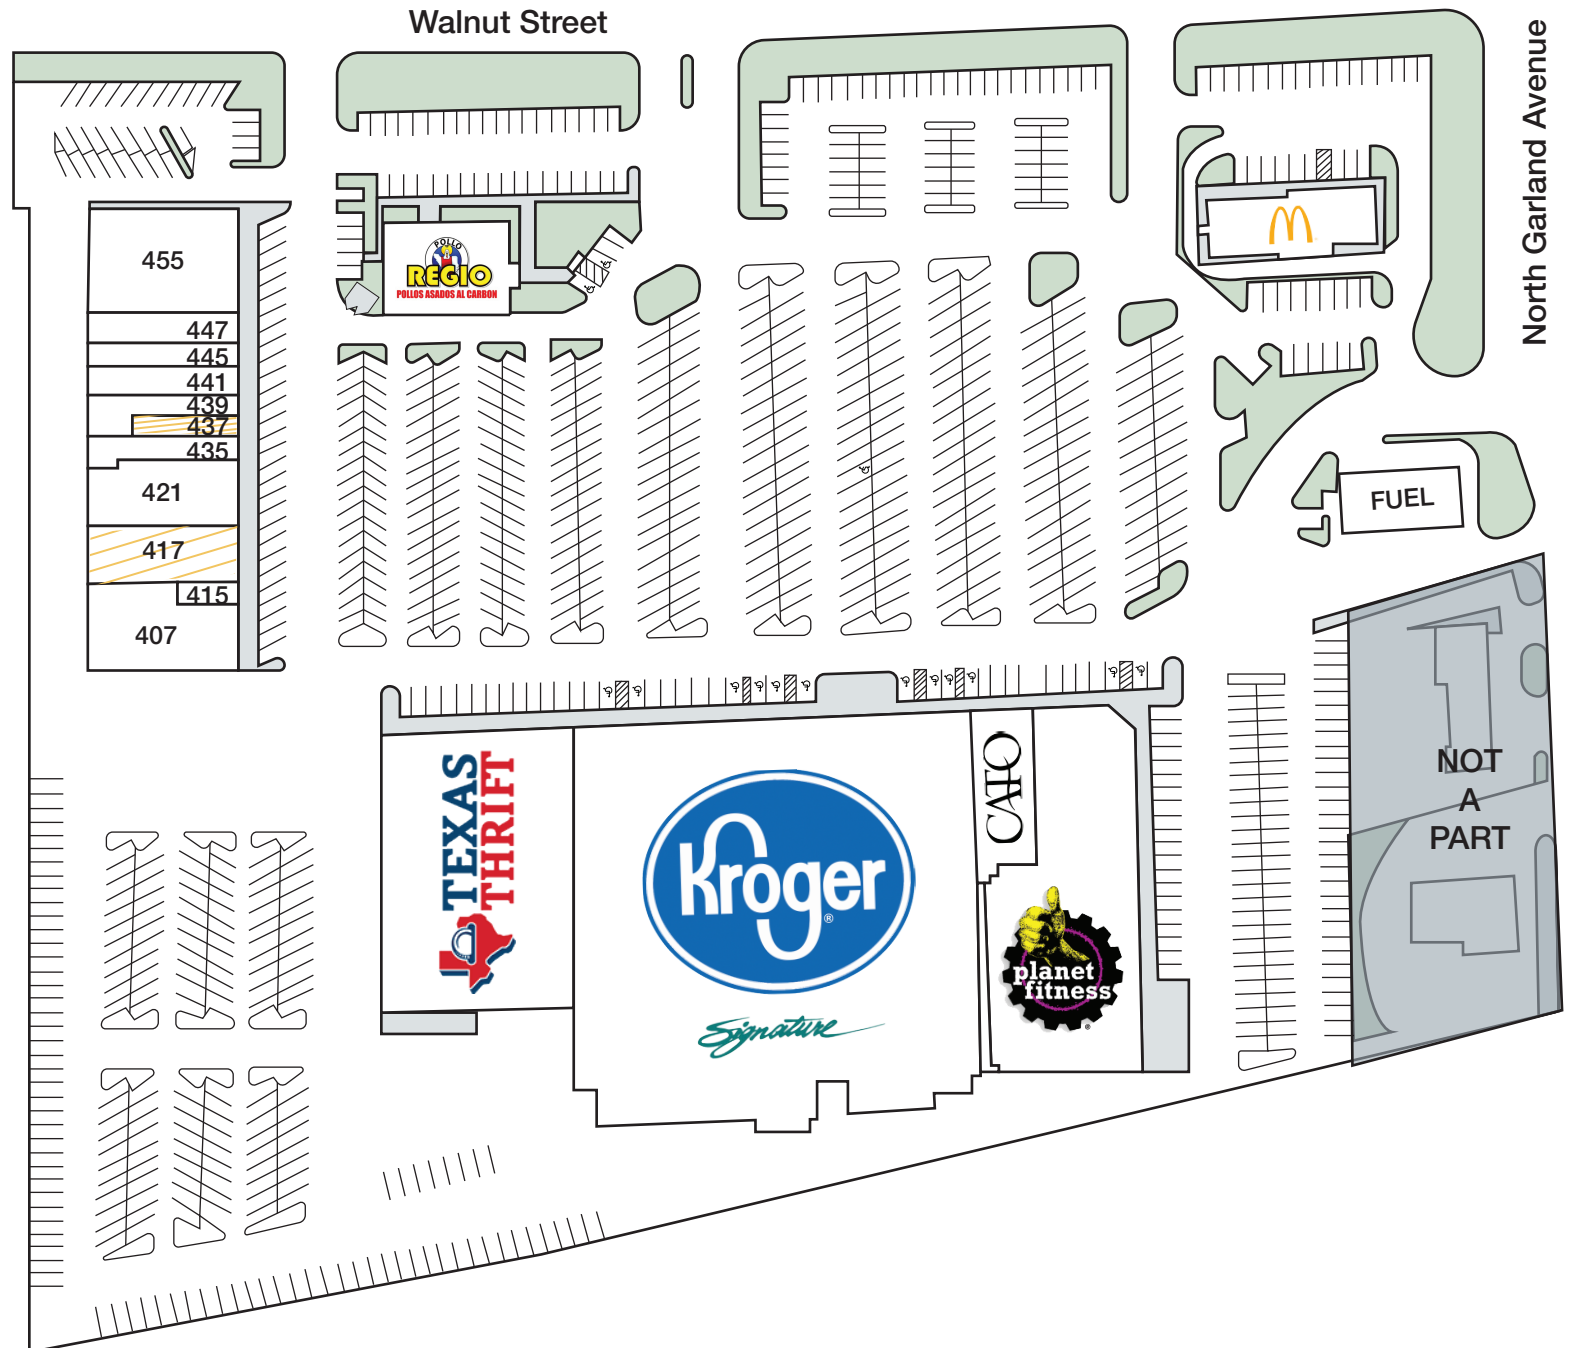 Walnut Street
North Garland Avenue
POLLO
REGIO
POLLOS ASADOS AL CARBON
455
447
445
441
439
437
435
421
417
415
407
FUEL
NOT
A
PART
TEXAS
THRIFT
Kroger
®
Signature
CATO
planet
fitness
®